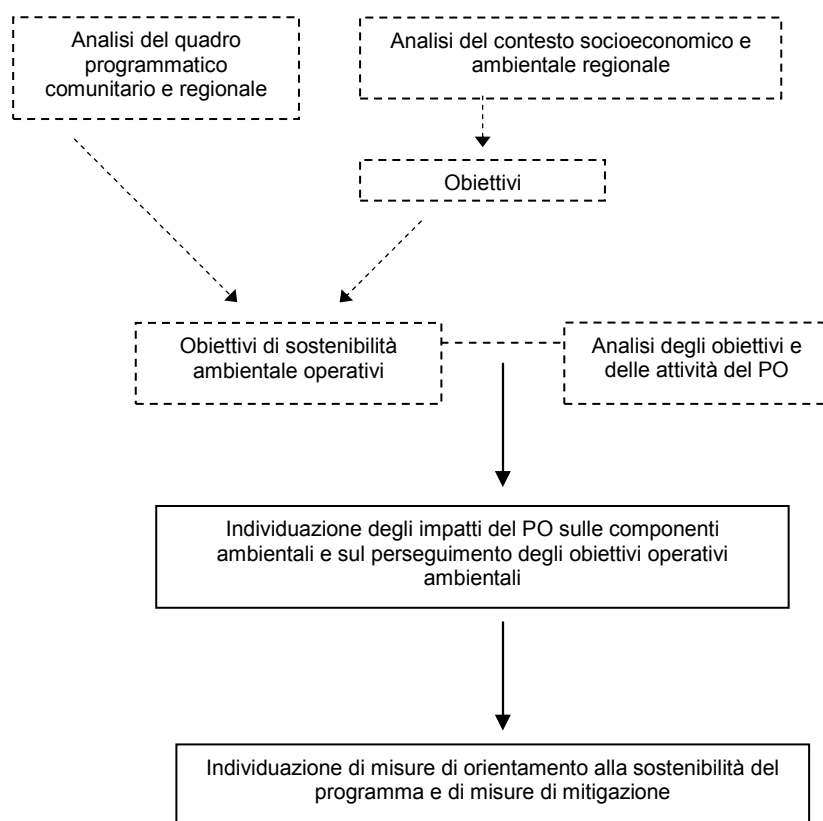 Analisi del quadro
programmatico
comunitario e regionale
Analisi del contesto socioeconomico e
ambientale regionale
Obiettivi
Obiettivi di sostenibilità
ambientale operativi
Analisi degli obiettivi e
delle attività del PO
Individuazione degli impatti del PO sulle componenti
ambientali e sul perseguimento degli obiettivi operativi
ambientali
Individuazione di misure di orientamento alla sostenibilità del
programma e di misure di mitigazione